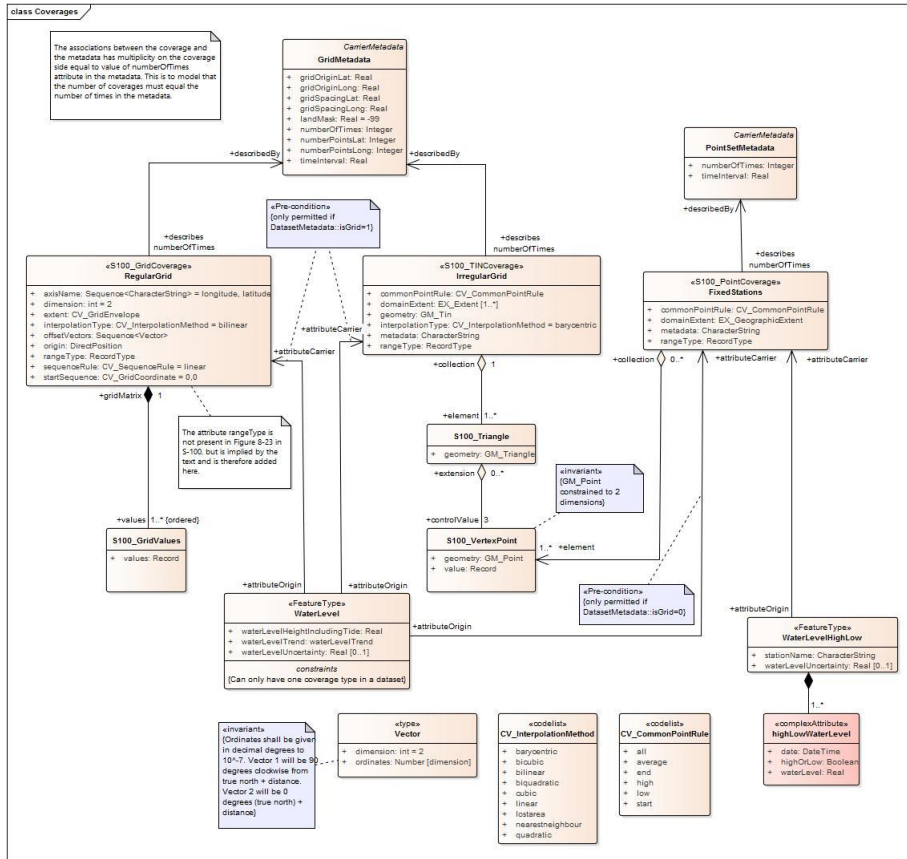 class Coverages
The associations between the coverage and
the metadata has multiplicity on the coverage
side equal to value of numberOfTimes
attribute in the metadata. This is to model that
the number of coverages must equal the
number of times in the metadata.
CarrierMetadata
GridMetadata
+ gridOriginLat: Real
+ gridOriginLong: Real
+ gridSpacingLat: Real
+ gridSpacingLong: Real
+ landMask: Real = -99
+ numberOfTimes: Integer
+ numberPointsLat: Integer
+ numberPointsLong: Integer
+ timeInterval: Real
CarrierMetadata
PointSetMetadata
+ numberOfTimes: Integer
+ timeInterval: Real
+describedBy
+describedBy
+describedBy
«Pre-condition»
{only permitted if
DatasetMetadata::isGrid=1}
+describes
numberOfTimes
+describes
numberOfTimes
+describes
numberOfTimes
«S100_GridCoverage»
RegularGrid
+ axisName: Sequence<CharacterString> = longitude, latitude
+ dimension: int = 2
+ extent: CV_GridEnvelope
+ interpolationType: CV_InterpolationMethod = bilinear
+ offsetVectors: Sequence<Vector>
+ origin: DirectPosition
+ rangeType: RecordType
+ sequenceRule: CV_SequenceRule = linear
+ startSequence: CV_GridCoordinate = 0,0
«S100_TINCoverage»
IrregularGrid
+ commonPointRule: CV_CommonPointRule
+ domainExtent: EX_Extent [1..*]
+ geometry: GM_Tin
+ interpolationType: CV_InterpolationMethod = barycentric
+ metadata: CharacterString
+ rangeType: RecordType
«S100_PointCoverage»
FixedStations
+ commonPointRule: CV_CommonPointRule
+ domainExtent: EX_GeographicExtent
+ metadata: CharacterString
+ rangeType: RecordType
+attributeCarrier
+attributeCarrier
+attributeCarrier
+attributeCarrier
+gridMatrix 1
+collection 1
+collection 0..*
The attribute rangeType is
not present in Figure 8-23 in
S-100, but is implied by the
text and is therefore added
here.
+element 1..*
S100_Triangle
+ geometry: GM_Triangle
+extension 0..*
«invariant»
{GM_Point
constrained to 2
dimensions}
+values 1..* {ordered}
+controlValue 3
S100_GridValues
+ values: Record
S100_VertexPoint
+ geometry: GM_Point
+ value: Record
1..* +element
«Pre-condition»
{only permitted if
DatasetMetadata::isGrid=0}
+attributeOrigin
+attributeOrigin
+attributeOrigin
+attributeOrigin
«FeatureType»
WaterLevel
+ waterLevelHeightIncludingTide: Real
+ waterLevelTrend: waterLevelTrend
+ waterLevelUncertainty: Real [0..1]
constraints
{Can only have one coverage type in a dataset}
«FeatureType»
WaterLevelHighLow
+ stationName: CharacterString
+ waterLevelUncertainty: Real [0..1]
1..*
«invariant»
{Ordinates shall be given
in decimal degrees to
10^-7. Vector 1 will be 90
degrees clockwise from
true north + distance.
Vector 2 will be 0
degrees (true north) +
distance}
«type»
Vector
+ dimension: int = 2
+ ordinates: Number [dimension]
«codelist»
CV_InterpolationMethod
+ barycentric
+ bicubic
+ bilinear
+ biquadratic
+ cubic
+ linear
+ lostarea
+ nearestneighbour
+ quadratic
«codelist»
CV_CommonPointRule
+ all
+ average
+ end
+ high
+ low
+ start
«complexAttribute»
highLowWaterLevel
+ date: DateTime
+ highOrLow: Boolean
+ waterLevel: Real